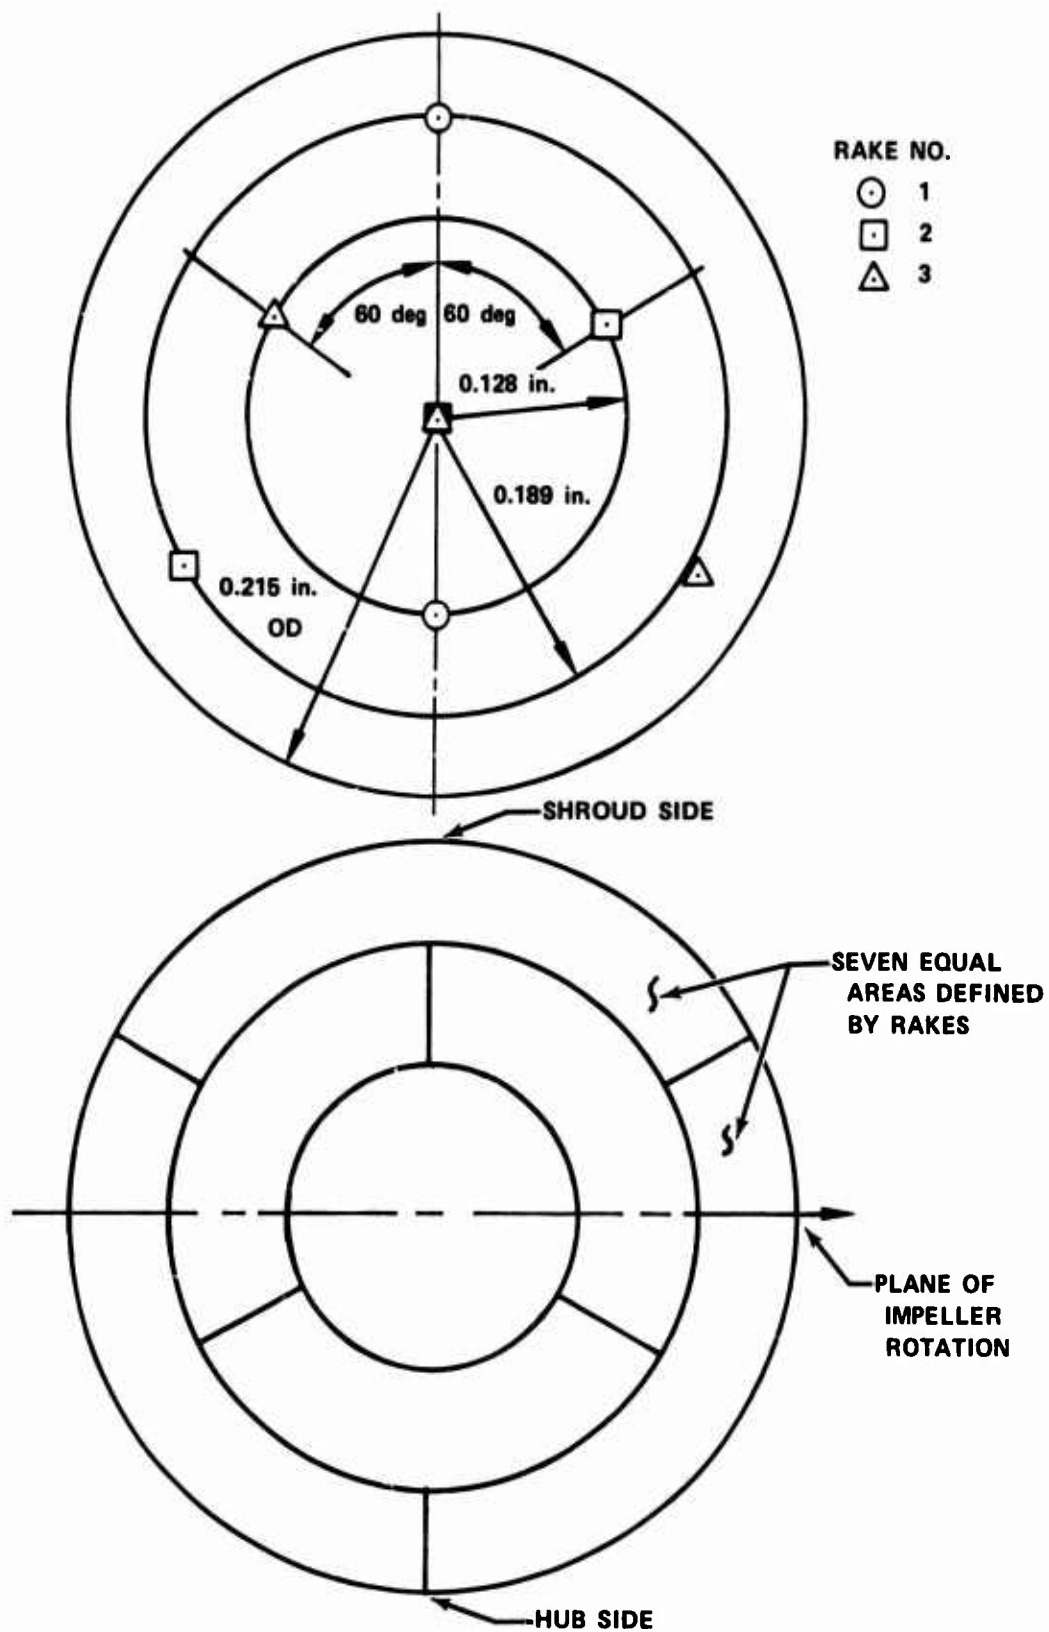 RAKE NO.
1
2
3
60 deg
60 deg
0.128 in.
0.189 in.
0.215 in.
OD
SHROUD SIDE
SEVEN EQUAL
AREAS DEFINED
BY RAKES
PLANE OF
IMPELLER
ROTATION
HUB SIDE